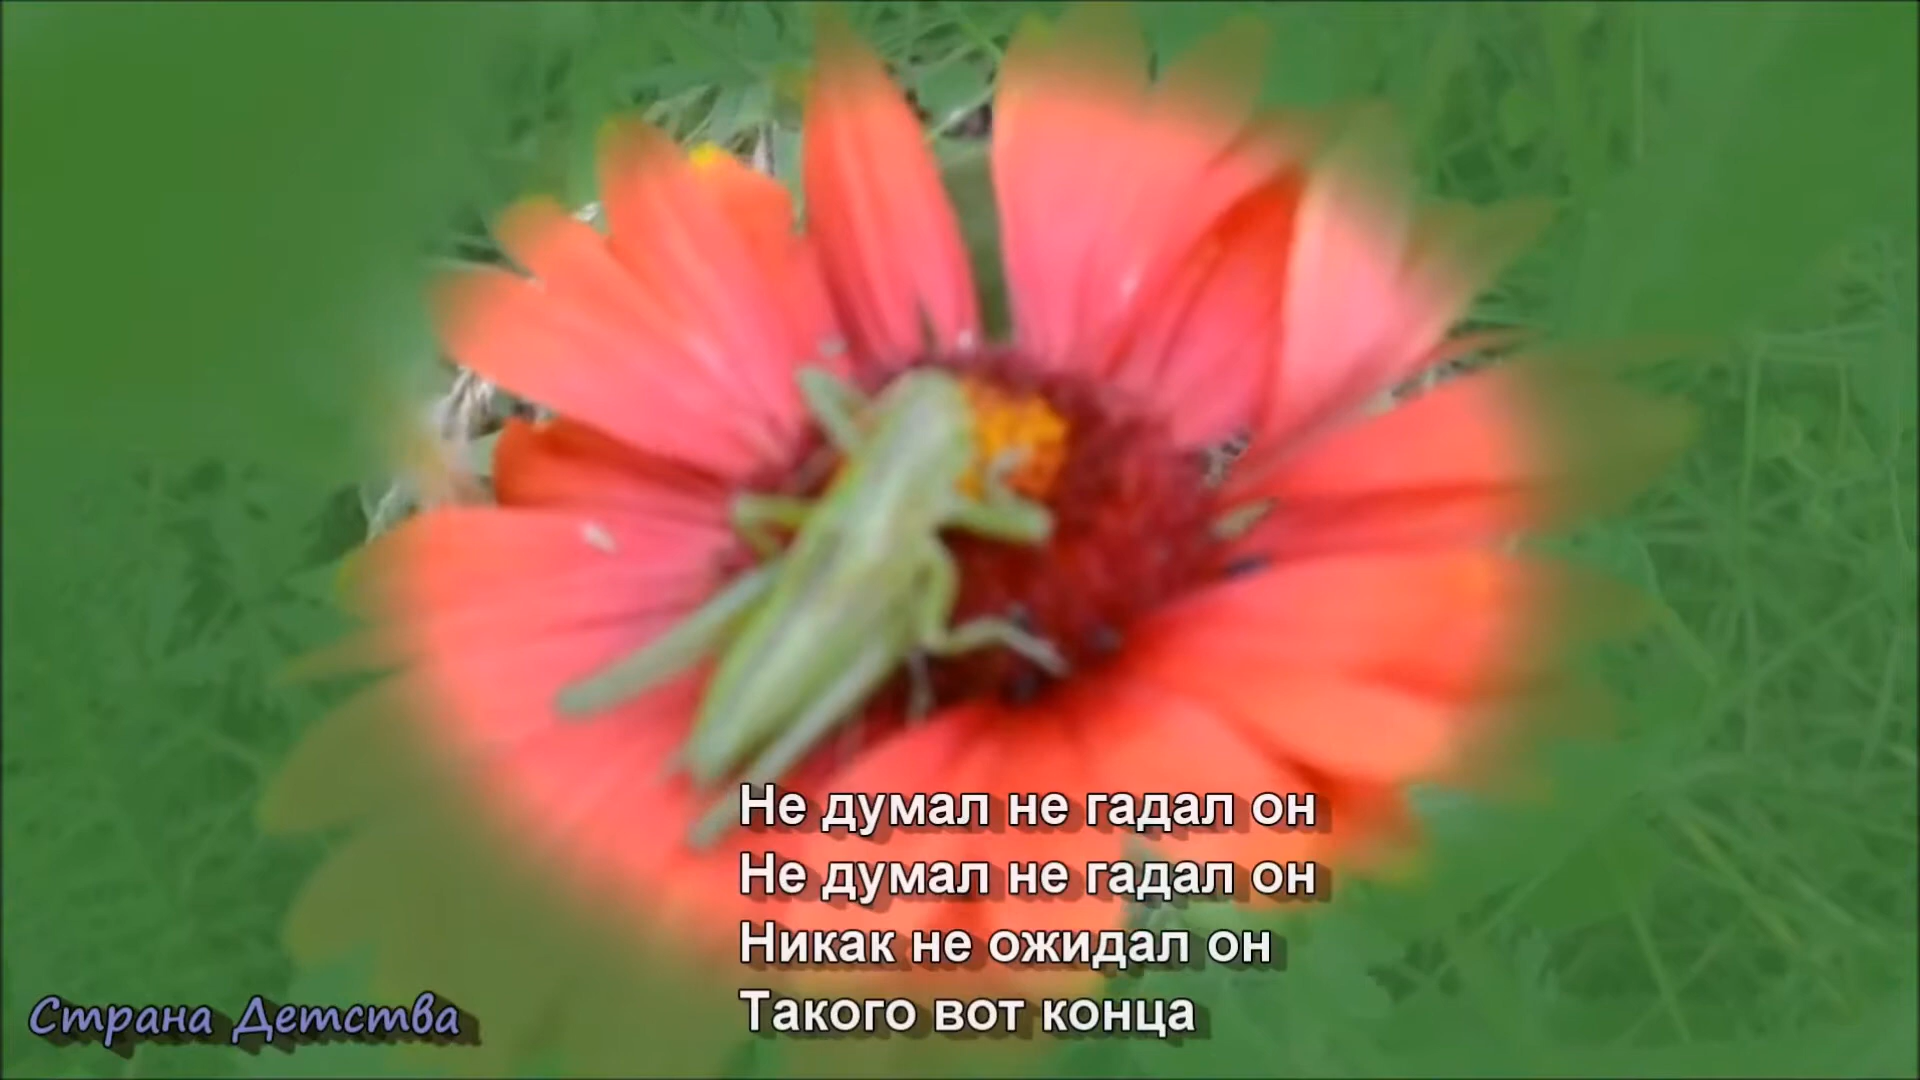 Не думал не гадал он
Не думал не гадал он
Никак не ожидал он
Такого вот конца
Страна Детства